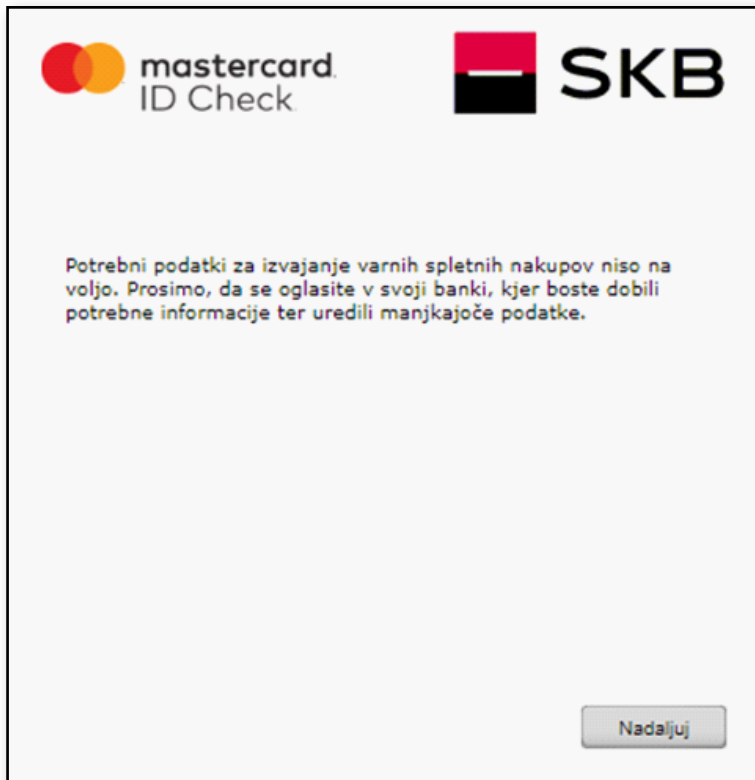 mastercard.
ID Check.
SKB
Potrebni podatki za izvajanje varnih spletnih nakupov niso na
voljo. Prosimo, da se oglasite v svoji banki, kjer boste dobili
potrebne informacije ter uredili manjkajoče podatke.
Nadaljuj